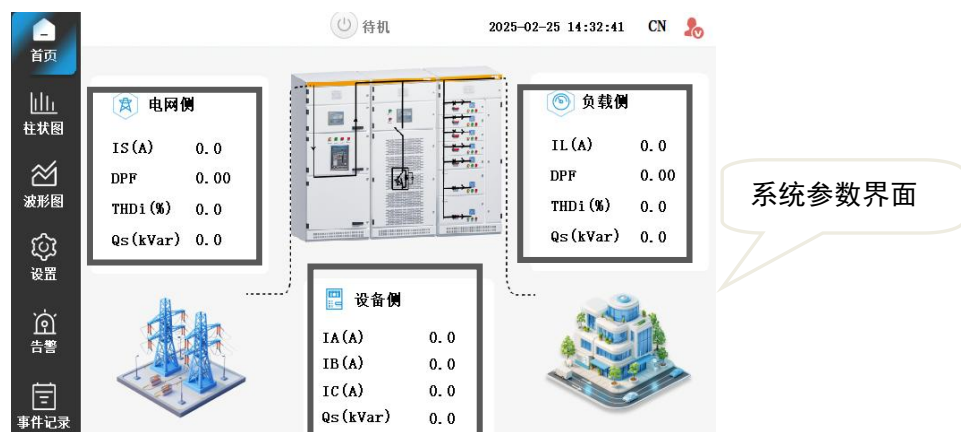 待机
2025-02-25 14:32:41
CN
首页
柱状图
波形图
设置
告警
事件记录
电网侧
IS(A) 0.0
DPF 0.00
THDi(%) 0.0
Qs(kVar) 0.0
负载侧
IL(A) 0.0
DPF 0.00
THDi(%) 0.0
Qs(kVar) 0.0
设备侧
IA(A) 0.0
IB(A) 0.0
IC(A) 0.0
Qs(kVar) 0.0
系统参数界面